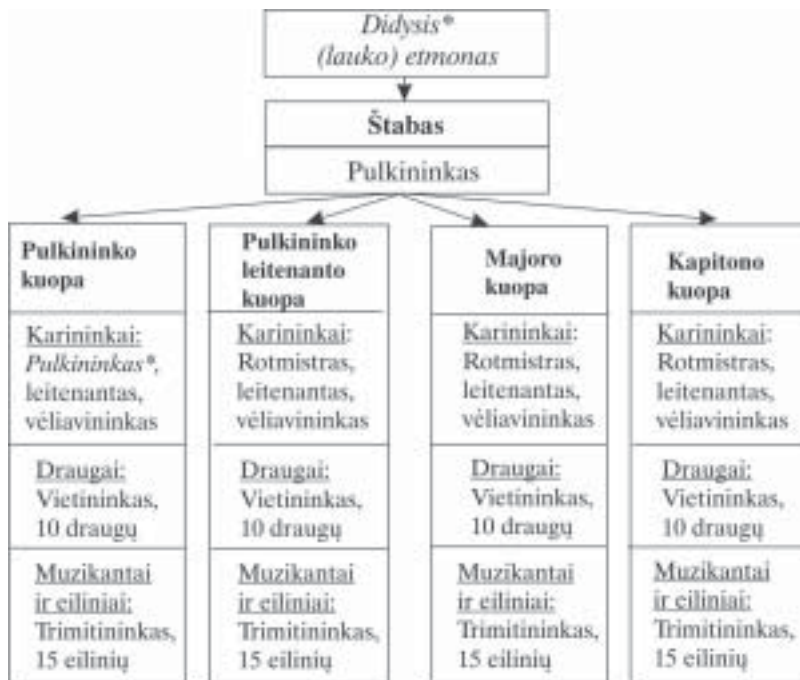 Didysis*
(lauko) etmonas
Štabas
Pulkininkas
Pulkininko
kuopa
Karininkai:
Pulkininkas*,
leitenantas,
vėliavininkas
Draugai:
Vietininkas,
10 draugų
Muzikantai
ir eiliniai:
Trimitininkas,
15 eilinių
Pulkininko
leitenanto
kuopa
Karininkai:
Rotmistras,
leitenantas,
vėliavininkas
Draugai:
Vietininkas,
10 draugų
Muzikantai
ir eiliniai:
Trimitininkas,
15 eilinių
Majoro
kuopa
Karininkai:
Rotmistras,
leitenantas,
vėliavininkas
Draugai:
Vietininkas,
10 draugų
Muzikantai
ir eiliniai:
Trimitininkas,
15 eilinių
Kapitono
kuopa
Karininkai:
Rotmistras,
leitenantas,
vėliavininkas
Draugai:
Vietininkas,
10 draugų
Muzikantai
ir eiliniai:
Trimitininkas,
15 eilinių